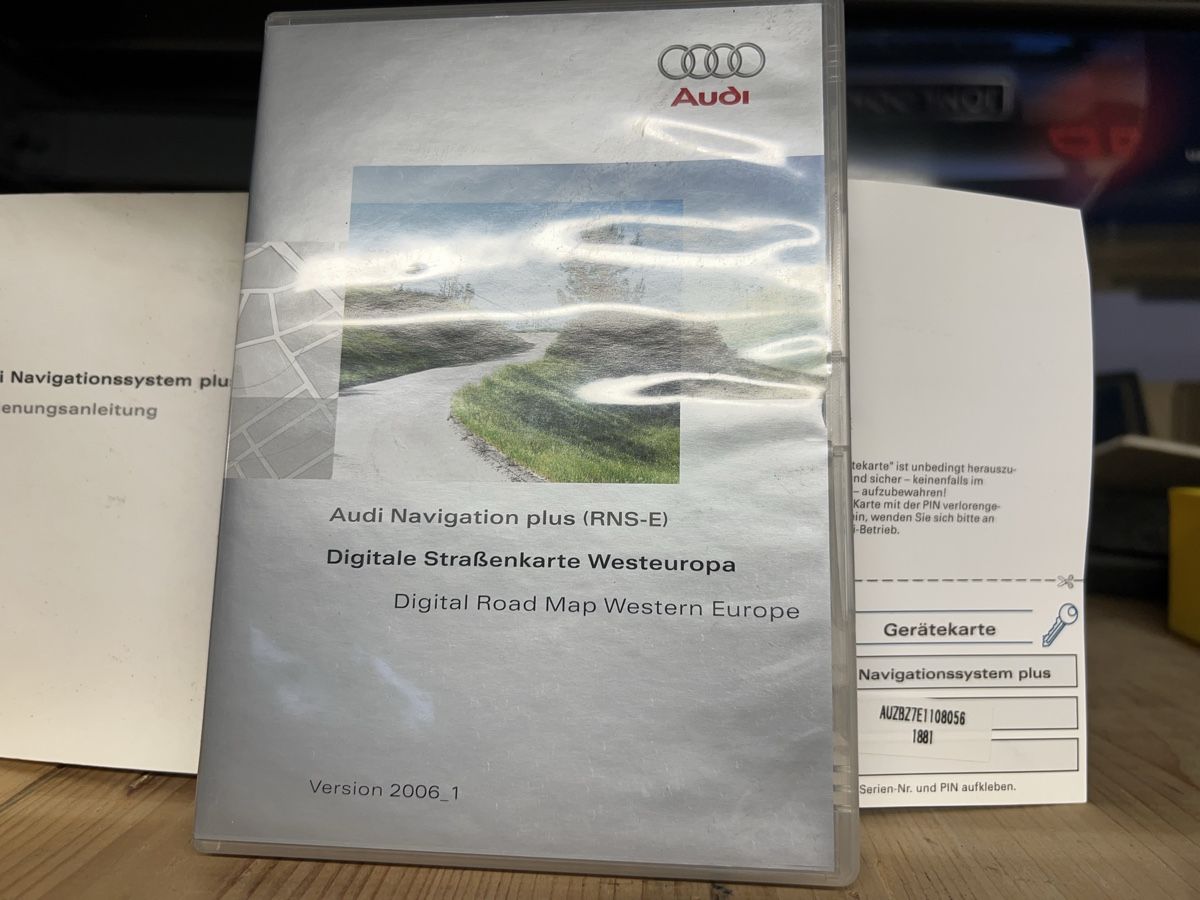 Audi
Audi Navigation plus (RNS-E)
Digitale Straßenkarte Westeuropa
Digital Road Map Western Europe
Version 2006_1
i Navigationssystem plu
enungsanleitung
tekarte" ist unbedingt herauszu-
nd sicher – keinenfalls im
– aufzubewahren!
Karte mit der PIN verlorenge-
in, wenden Sie sich bitte an
i-Betrieb.
Gerätekarte
Navigationssystem plus
AUZBZ7E1108056
1881
Serien-Nr. und PIN aufkleben.